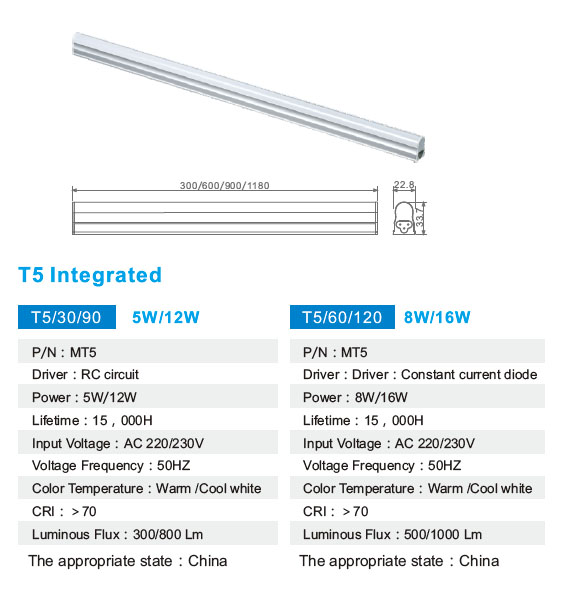 300/600/900/1180
22.8
33.7
T5 Integrated
T5/30/90 5W/12W
P/N：MT5
Driver：RC circuit
Power：5W/12W
Lifetime：15，000H
Input Voltage：AC 220/230V
Voltage Frequency：50HZ
Color Temperature：Warm /Cool white
CRI：＞70
Luminous Flux：300/800 Lm
The appropriate state：China
T5/60/120 8W/16W
P/N：MT5
Driver：Driver：Constant current diode
Power：8W/16W
Lifetime：15，000H
Input Voltage：AC 220/230V
Voltage Frequency：50HZ
Color Temperature：Warm /Cool white
CRI：＞70
Luminous Flux：500/1000 Lm
The appropriate state：China